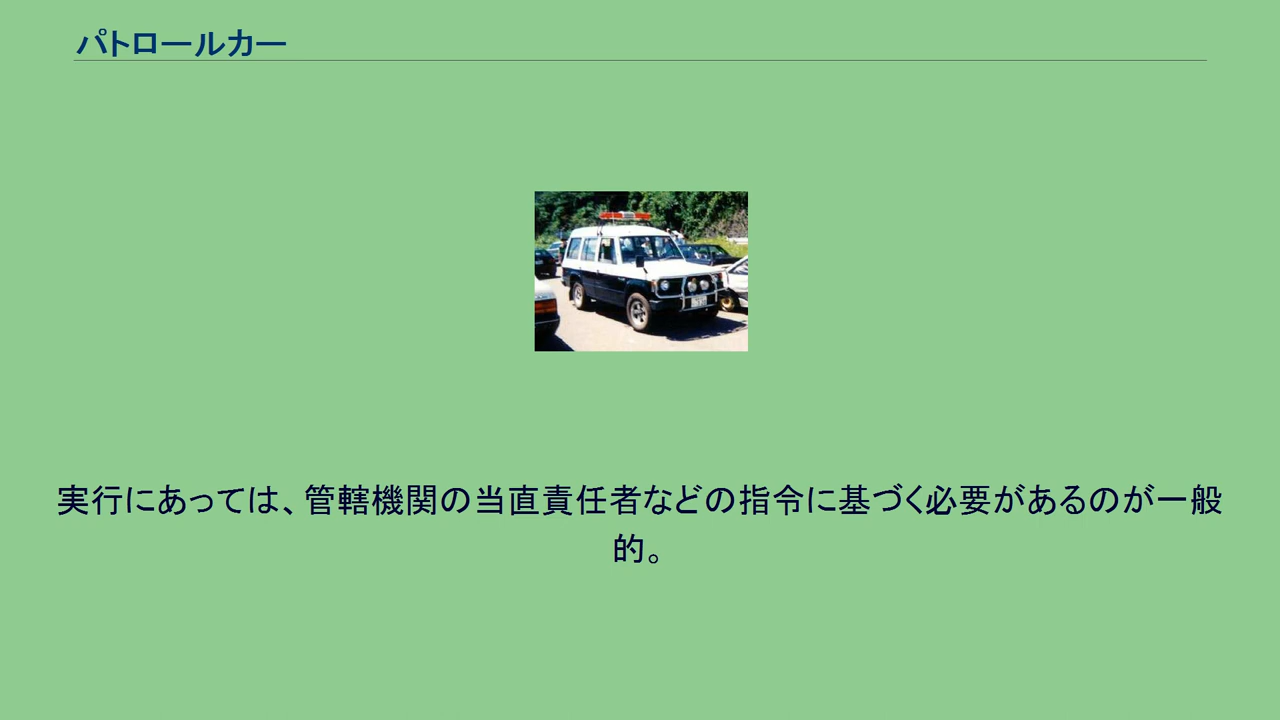 パトロールカー
実行にあっては、管轄機関の当直責任者などの指令に基づく必要があるのが一般
的。